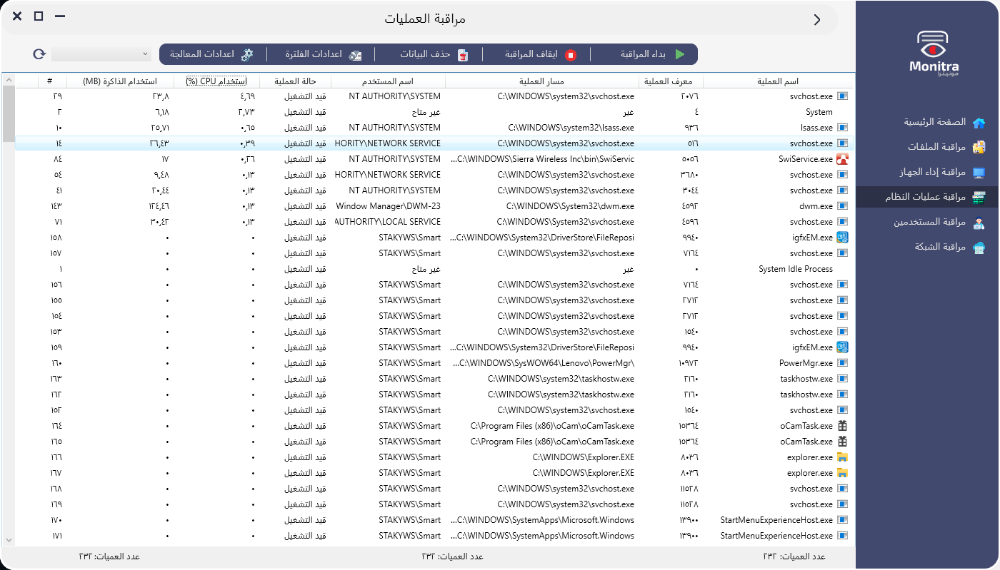 مراقبة العمليات
Monitra
مونيترا
الصفحة الرئيسية
مراقبة الملفات
مراقبة إداء الجهاز
مراقبة عمليات النظام
مراقبة المستخدمين
مراقبة الشبكة
بداء المراقبة ايقاف المراقبة حذف البيانات اعدادات الفلترة اعدادات المعالجة
اسم العملية معرف العملية مسار العملية اسم المستخدم حالة العملية استخدام CPU (%) استخدام الذاكرة (MB) #
svchost.exe ٢٠٧٦ C:\WINDOWS\system32\svchost.exe NT AUTHORITY\SYSTEM قيد التشغيل ٤,٦٩ ٢٣,٨ ٢٩
System ٤ غير غير متاح قيد التشغيل ٢,٧٣ ٦,١٨ ٢
lsass.exe ٩٣٦ C:\WINDOWS\system32\lsass.exe NT AUTHORITY\SYSTEM قيد التشغيل ٠,٦٥ ٢٥,٧١ ١٠
svchost.exe ٥١٦ C:\WINDOWS\system32\svchost.exe HORITY\NETWORK SERVICE قيد التشغيل ٠,٣٩ ٢٦,٤٣ ١٤
SwiService.exe ٥٠٥٦ C:\WINDOWS\Sierra Wireless Inc\bin\SwiServic... NT AUTHORITY\SYSTEM قيد التشغيل ٠,٢٦ ١٧ ٨٤
svchost.exe ٣٦٨٠ C:\WINDOWS\System32\svchost.exe HORITY\NETWORK SERVICE قيد التشغيل ٠,١٣ ٩,٤٨ ٥٤
svchost.exe ٣٠٤٤ C:\WINDOWS\system32\svchost.exe NT AUTHORITY\SYSTEM قيد التشغيل ٠,١٣ ٢٠,٤٤ ٤١
dwm.exe ٤٥٩٢ C:\WINDOWS\System32\dwm.exe Window Manager\DWM-23 قيد التشغيل ٠,١٣ ١٢٤,٤٦ ١٤٣
svchost.exe ٤٥٩٦ C:\WINDOWS\System32\svchost.exe AUTHORITY\LOCAL SERVICE قيد التشغيل ٠,١٣ ٣٠,٤٢ ٧١
igfxEM.exe ٩٩٤٠ C:\WINDOWS\System32\DriverStore\FileReposi... STAKYWS\Smart قيد التشغيل ٠ ٠ ١٥٨
svchost.exe ٧١٦٤ C:\WINDOWS\system32\svchost.exe STAKYWS\Smart قيد التشغيل ٠ ٠ ١٥٧
System Idle Process ٠ غير غير متاح قيد التشغيل ٠ ٠ ١
svchost.exe ٧١٦٤ C:\WINDOWS\system32\svchost.exe STAKYWS\Smart قيد التشغيل ٠ ٠ ١٥٦
svchost.exe ٢٧١٢ C:\WINDOWS\system32\svchost.exe STAKYWS\Smart قيد التشغيل ٠ ٠ ١٥٥
svchost.exe ٢٧١٢ C:\WINDOWS\system32\svchost.exe STAKYWS\Smart قيد التشغيل ٠ ٠ ١٥٤
svchost.exe ١٥٤٠ C:\WINDOWS\system32\svchost.exe STAKYWS\Smart قيد التشغيل ٠ ٠ ١٥٣
igfxEM.exe ٩٩٤٠ C:\WINDOWS\System32\DriverStore\FileReposi... STAKYWS\Smart قيد التشغيل ٠ ٠ ١٥٩
PowerMgr.exe ١٠٩٧٢ C:\WINDOWS\SysWOW64\Lenovo\PowerMgr\... STAKYWS\Smart قيد التشغيل ٠ ٠ ١٦٠
taskhostw.exe ٢١٦٠ C:\WINDOWS\system32\taskhostw.exe STAKYWS\Smart قيد التشغيل ٠ ٠ ١٦٣
taskhostw.exe ٢١٦٠ C:\WINDOWS\system32\taskhostw.exe STAKYWS\Smart قيد التشغيل ٠ ٠ ١٦٢
svchost.exe ١٥٤٠ C:\WINDOWS\system32\svchost.exe STAKYWS\Smart قيد التشغيل ٠ ٠ ١٥٢
oCamTask.exe ١٥٣٦٤ C:\Program Files (x86)\oCam\oCamTask.exe STAKYWS\Smart قيد التشغيل ٠ ٠ ١٦٤
oCamTask.exe ١٥٣٦٤ C:\Program Files (x86)\oCam\oCamTask.exe STAKYWS\Smart قيد التشغيل ٠ ٠ ١٦٥
explorer.exe ٨٠٣٦ C:\WINDOWS\Explorer.EXE STAKYWS\Smart قيد التشغيل ٠ ٠ ١٦٦
explorer.exe ٨٠٣٦ C:\WINDOWS\Explorer.EXE STAKYWS\Smart قيد التشغيل ٠ ٠ ١٦٧
svchost.exe ١١٥٢٨ C:\WINDOWS\system32\svchost.exe STAKYWS\Smart قيد التشغيل ٠ ٠ ١٦٨
svchost.exe ١١٥٢٨ C:\WINDOWS\system32\svchost.exe STAKYWS\Smart قيد التشغيل ٠ ٠ ١٦٩
StartMenuExperienceHost.exe ١٣٩٠٠ C:\WINDOWS\SystemApps\Microsoft.Windows... STAKYWS\Smart قيد التشغيل ٠ ٠ ١٧٠
StartMenuExperienceHost.exe ١٣٩٠٠ C:\WINDOWS\SystemApps\Microsoft.Windows... STAKYWS\Smart قيد التشغيل ٠ ٠ ١٧١
عدد العميات: ٢٣٢ عدد العميات: ٢٣٢ عدد العميات: ٢٣٢